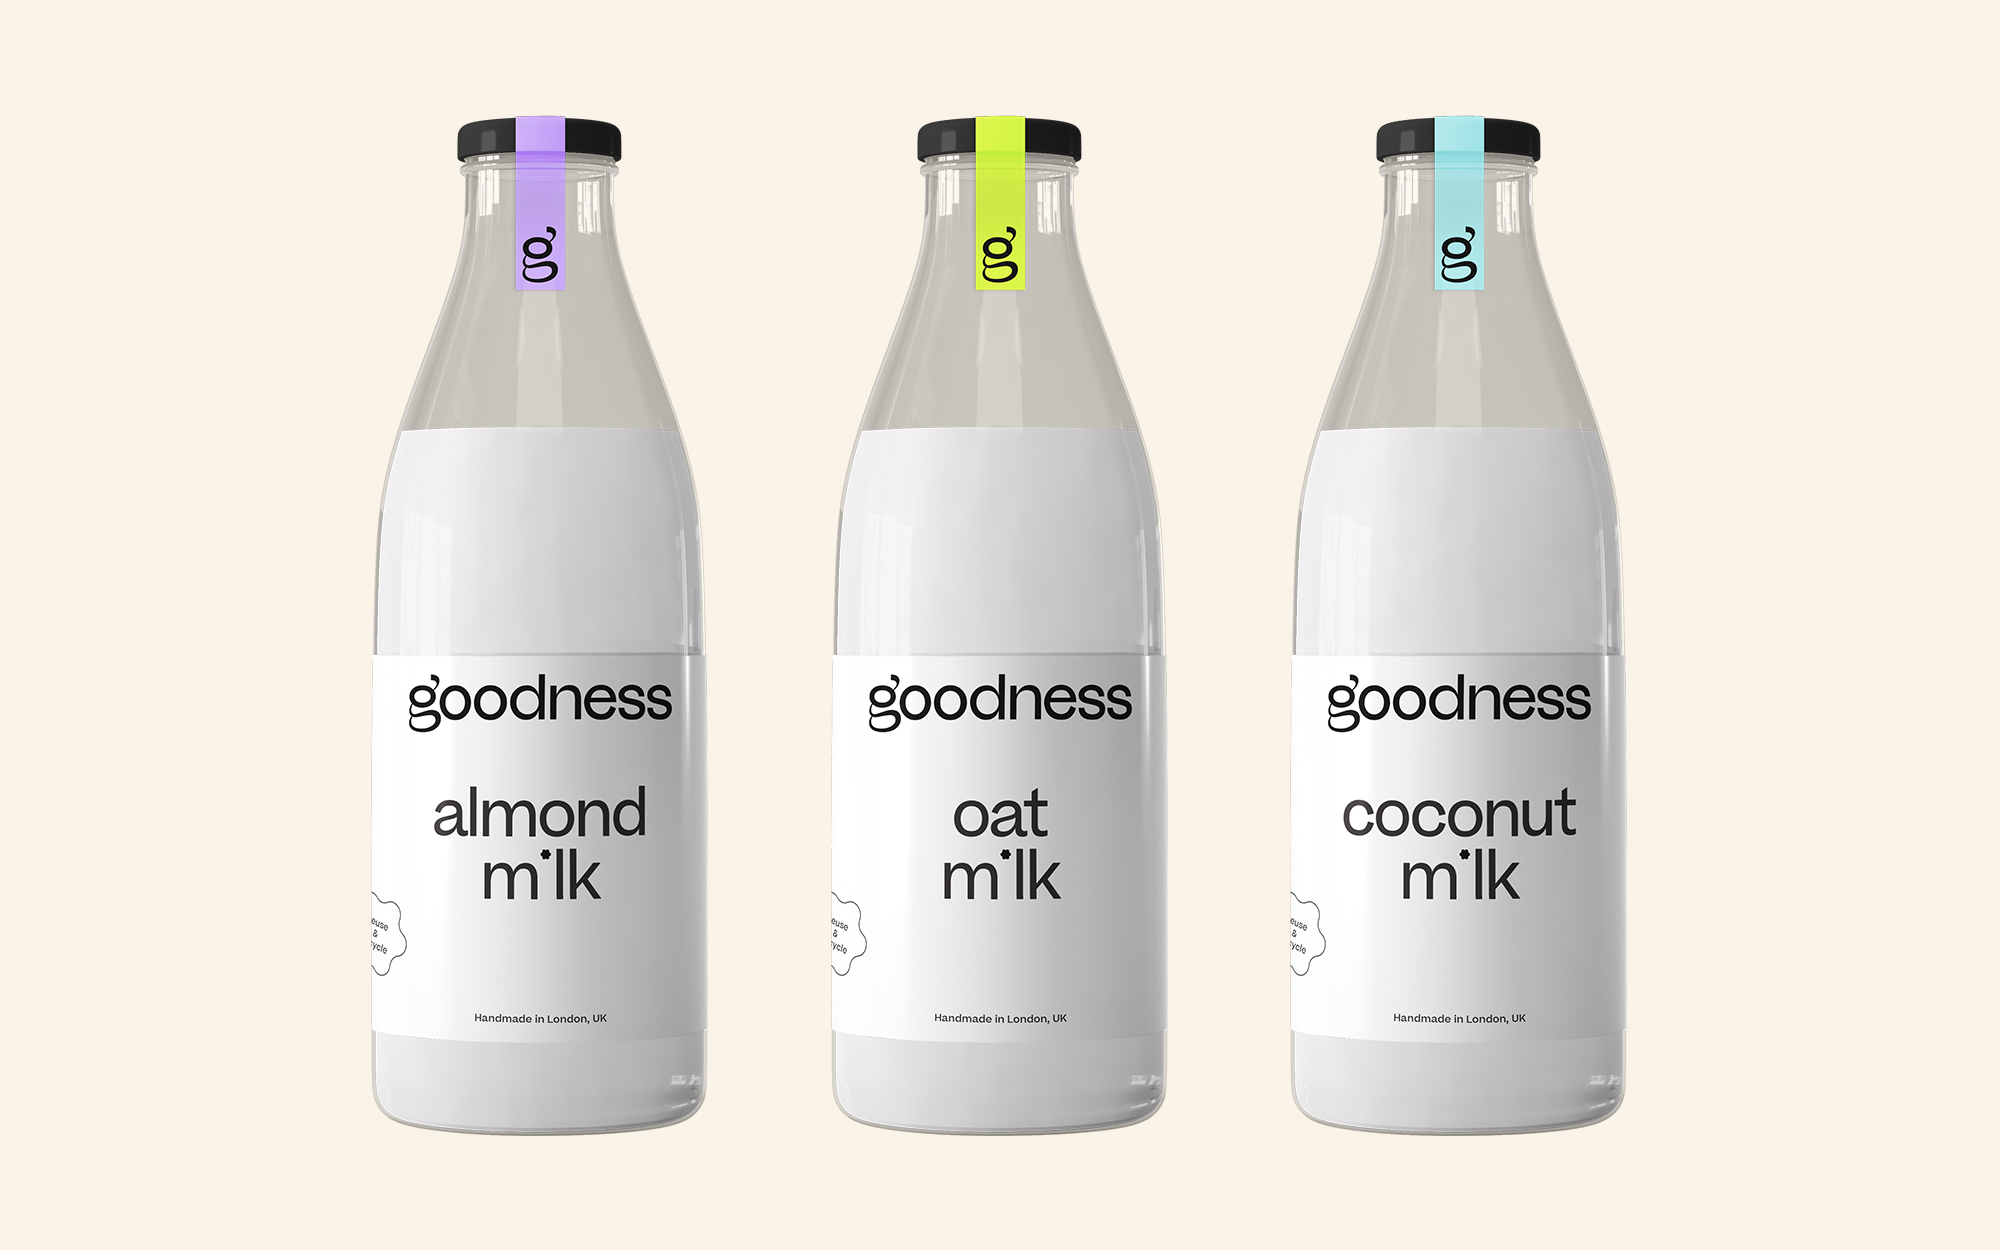 g
g
g
goodness
almond
m*lk
&
Handmade in London, UK
goodness
oat
m*lk
&
Handmade in London, UK
goodness
coconut
m*lk
&
Handmade in London, UK